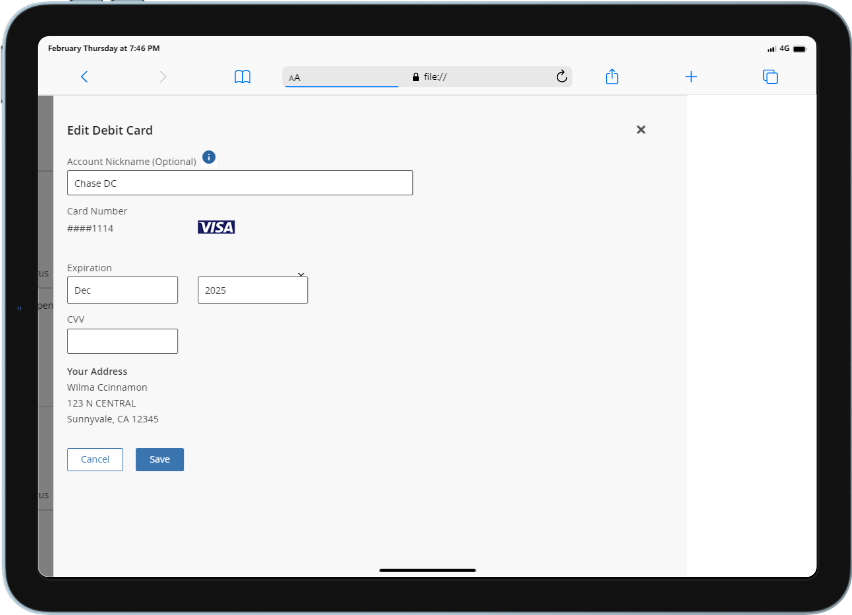 February Thursday at 7:46 PM
4G
AA
file://
Edit Debit Card
Account Nickname (Optional)
i
Chase DC
Card Number
####1114
VISA
tus
Expiration
Dec
2025
pen
CVV
Your Address
Wilma Ccinnamon
123 N CENTRAL
Sunnyvale, CA 12345
Cancel
Save
us